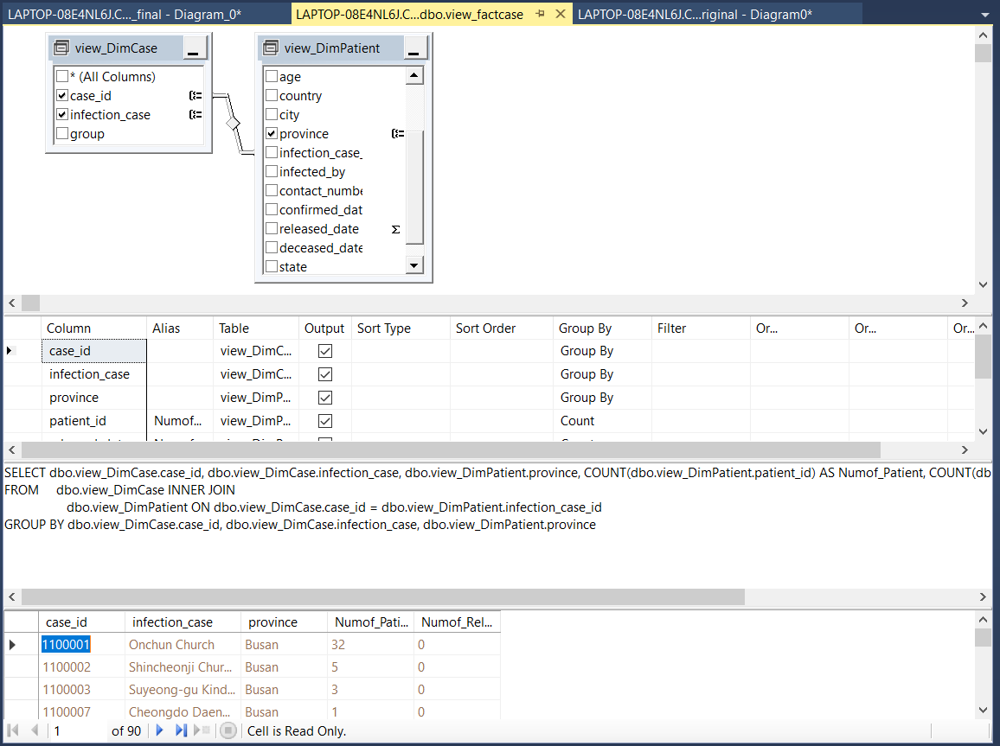 LAPTOP-08E4NL6J.C..._final - Diagram_0*
LAPTOP-08E4NL6J.C...dbo.view_factcase
LAPTOP-08E4NL6J.C...riginal - Diagram0*
view_DimCase
* (All Columns)
case_id
infection_case
group
view_DimPatient
age
country
city
province
infection_case_
infected_by
contact_numbe
confirmed_dat
released_date
deceased_date
state
Column Alias Table Output Sort Type Sort Order Group By Filter Or... Or... Or...
case_id view_DimC... Group By
infection_case view_DimC... Group By
province view_DimP... Group By
patient_id Numof... view_DimP... Count
SELECT dbo.view_DimCase.case_id, dbo.view_DimCase.infection_case, dbo.view_DimPatient.province, COUNT(dbo.view_DimPatient.patient_id) AS Numof_Patient, COUNT(db
FROM dbo.view_DimCase INNER JOIN
dbo.view_DimPatient ON dbo.view_DimCase.case_id = dbo.view_DimPatient.infection_case_id
GROUP BY dbo.view_DimCase.case_id, dbo.view_DimCase.infection_case, dbo.view_DimPatient.province
case_id infection_case province Numof_Pati... Numof_Rel...
1100001 Onchun Church Busan 32 0
1100002 Shincheonji Chur... Busan 5 0
1100003 Suyeong-gu Kind... Busan 3 0
1100007 Cheongdo Daen... Busan 1 0
1 of 90 Cell is Read Only.